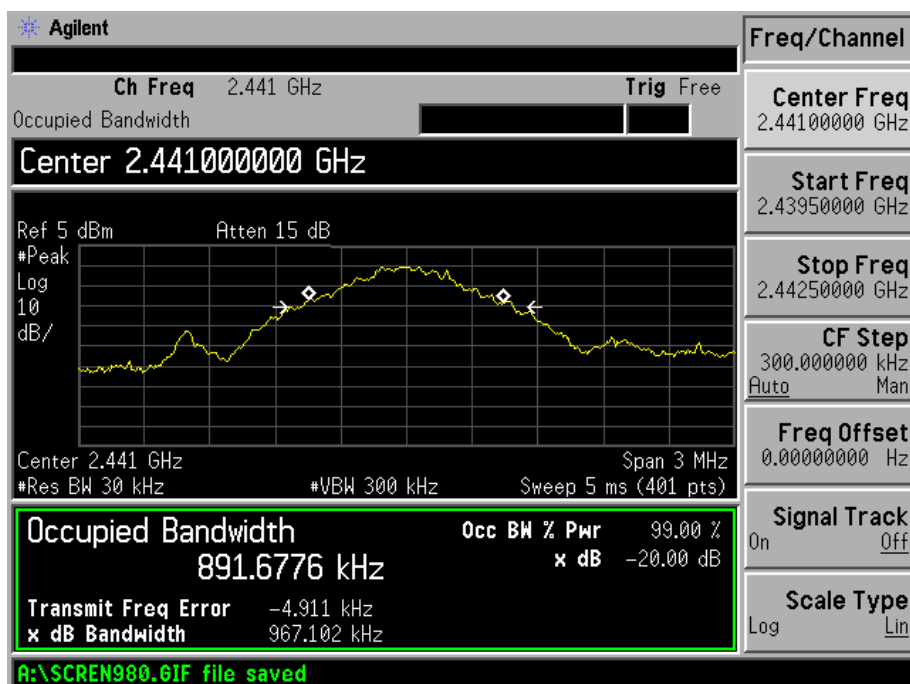 Agilent
Ch Freq 2.441 GHz Trig Free
Occupied Bandwidth
Center 2.441000000 GHz
Ref 5 dBm Atten 15 dB
#Peak
Log
10
dB/
Center 2.441 GHz Span 3 MHz
#Res BW 30 kHz #VBW 300 kHz Sweep 5 ms (401 pts)
Occupied Bandwidth
891.6776 kHz
Occ BW % Pwr 99.00 %
x dB -20.00 dB
Transmit Freq Error -4.911 kHz
x dB Bandwidth 967.102 kHz
A:\SCREN980.GIF file saved
Freq/Channel
Center Freq
2.44100000 GHz
Start Freq
2.43950000 GHz
Stop Freq
2.44250000 GHz
CF Step
300.000000 kHz
Auto Man
Freq Offset
0.00000000 Hz
Signal Track
On Off
Scale Type
Log Lin